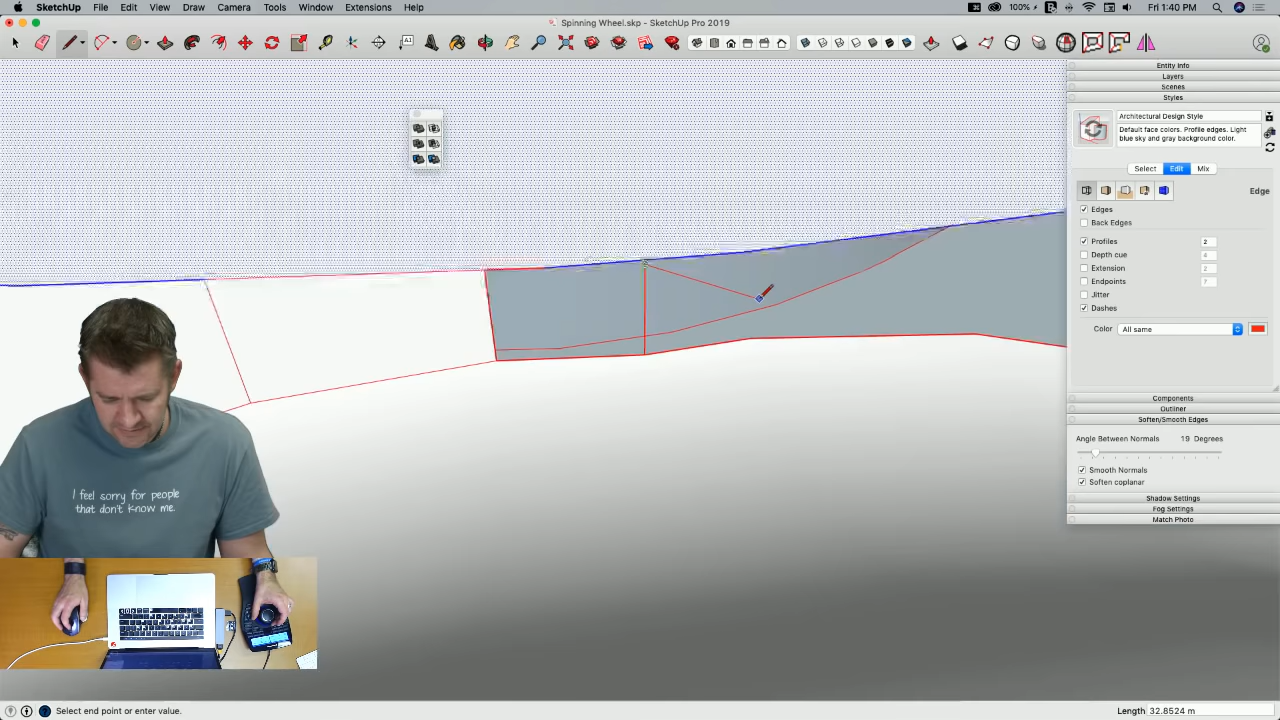 SketchUp File Edit View Draw Camera Tools Window Extensions Help
100% Fri 1:40 PM
Spinning Wheel.skp - SketchUp Pro 2019
Entity Info
Layers
Scenes
Styles
Architectural Design Style
Default face colors. Profile edges. Light
blue sky and gray background color.
Select Edit Mix
Edge
Edges
Back Edges
Profiles 2
Depth cue 4
Extension 2
Endpoints 7
Jitter
Dashes
Color All same
Components
Outliner
Soften/Smooth Edges
Angle Between Normals 19 Degrees
Smooth Normals
Soften coplanar
Shadow Settings
Fog Settings
Match Photo
I feel sorry for people
that don't know me.
Select end point or enter value.
Length 32.8524 m